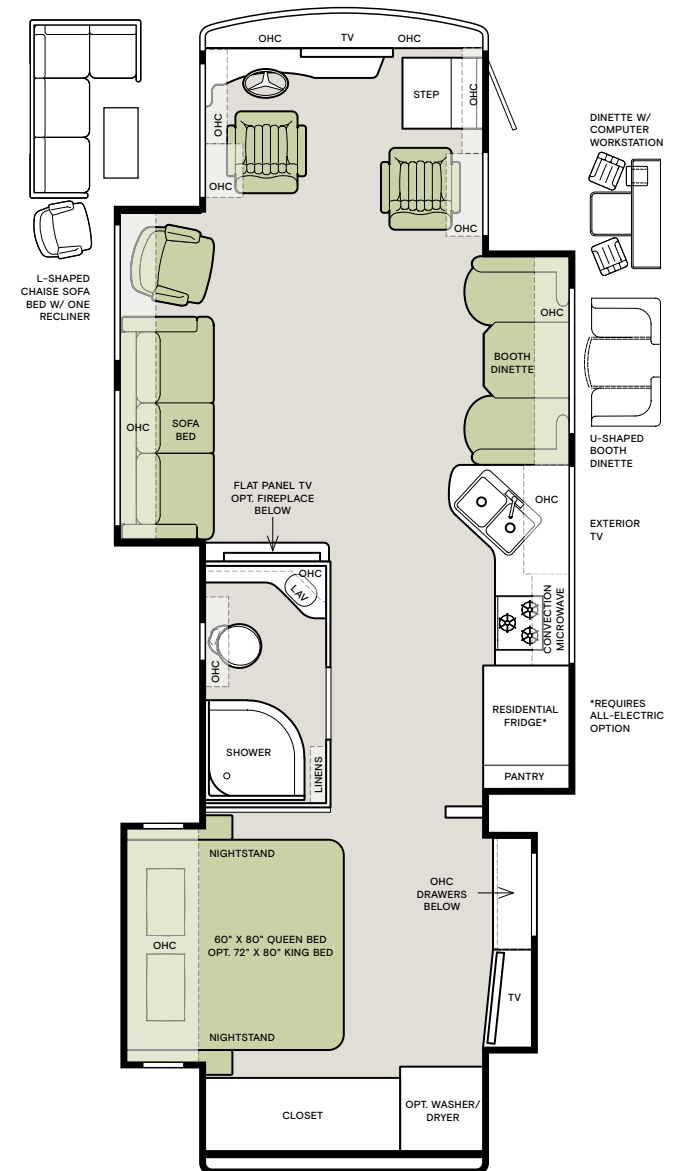 OHC
TV
OHC
STEP
OHC
OHC
OHC
OHC
DINETTE W/
COMPUTER
WORKSTATION
L-SHAPED
CHAISE SOFA
BED W/ ONE
RECLINER
OHC
BOOTH
DINETTE
OHC
SOFA
BED
U-SHAPED
BOOTH
DINETTE
FLAT PANEL TV
OPT. FIREPLACE
BELOW
OHC
EXTERIOR
TV
OHC
LAV
CONVECTION
MICROWAVE
OHC
RESIDENTIAL
FRIDGE*
*REQUIRES
ALL-ELECTRIC
OPTION
SHOWER
LINENS
PANTRY
NIGHTSTAND
OHC
DRAWERS
BELOW
OHC
60" X 80" QUEEN BED
OPT. 72" X 80" KING BED
TV
NIGHTSTAND
CLOSET
OPT. WASHER/
DRYER